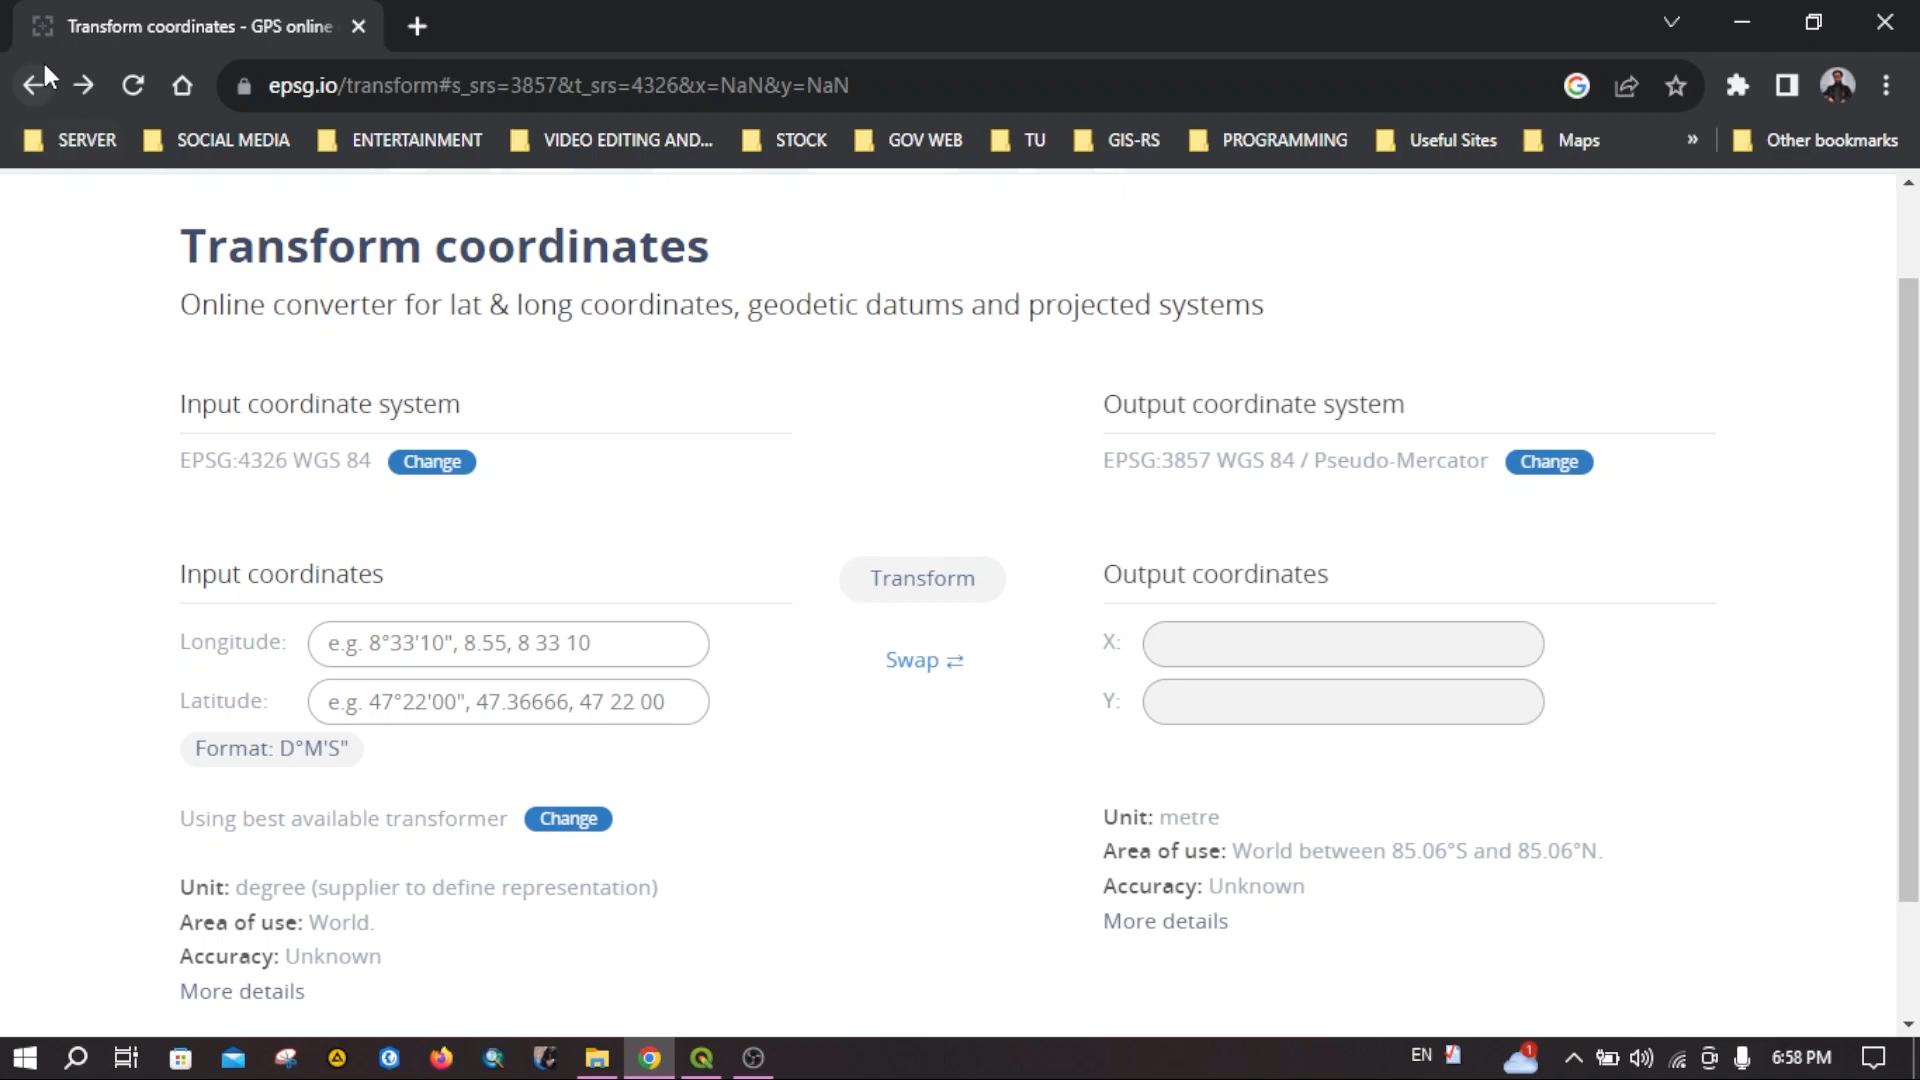 Transform coordinates - GPS online
epsg.io/transform#s_srs=3857&t_srs=4326&x=NaN&y=NaN
SERVER SOCIAL MEDIA ENTERTAINMENT VIDEO EDITING AND... STOCK GOV WEB TU GIS-RS PROGRAMMING Useful Sites Maps » Other bookmarks
Transform coordinates
Online converter for lat & long coordinates, geodetic datums and projected systems
Input coordinate system
EPSG:4326 WGS 84 Change
Output coordinate system
EPSG:3857 WGS 84 / Pseudo-Mercator Change
Input coordinates
Longitude: e.g. 8°33'10", 8.55, 8 33 10
Latitude: e.g. 47°22'00", 47.36666, 47 22 00
Format: D°M'S"
Transform
Swap ⇄
Output coordinates
X:
Y:
Using best available transformer Change
Unit: degree (supplier to define representation)
Area of use: World.
Accuracy: Unknown
More details
Unit: metre
Area of use: World between 85.06°S and 85.06°N.
Accuracy: Unknown
More details
EN 1 6:58 PM